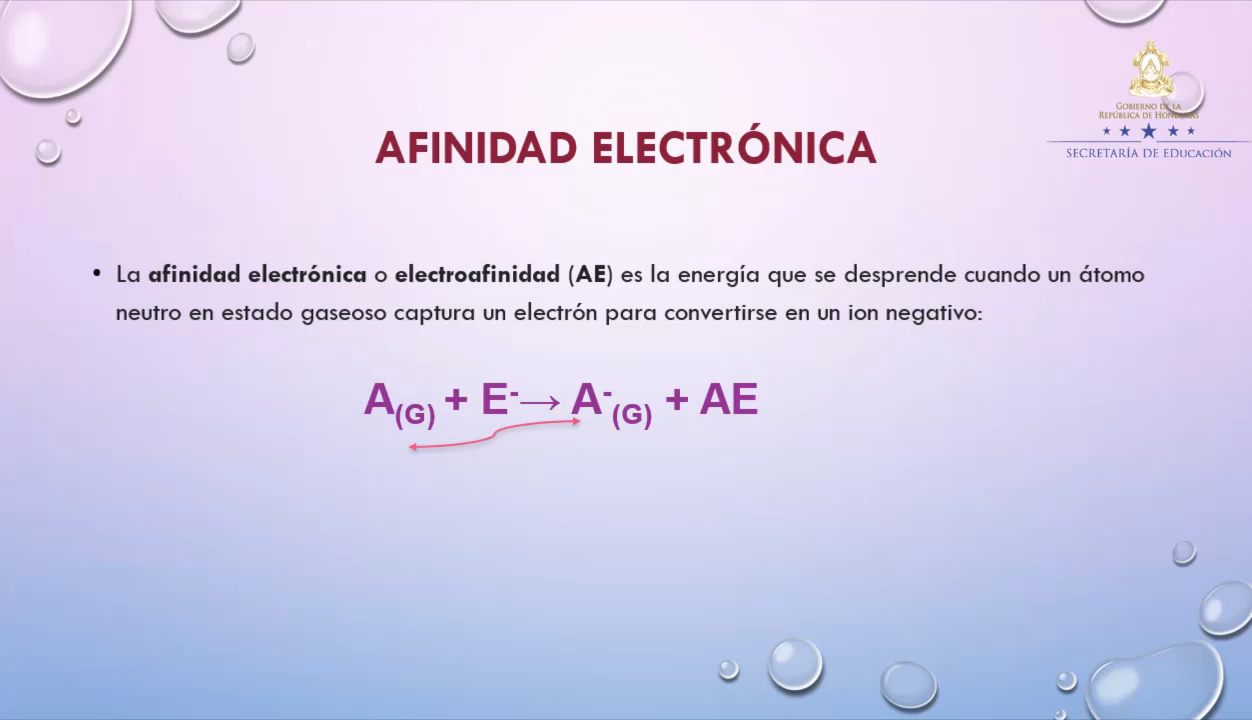 GOBIERNO DE LA
REPÚBLICA DE HONDURAS
SECRETARÍA DE EDUCACIÓN
AFINIDAD ELECTRÓNICA
• La afinidad electrónica o electroafinidad (AE) es la energía que se desprende cuando un átomo
neutro en estado gaseoso captura un electrón para convertirse en un ion negativo:
A(G) + E-→ A-(G) + AE